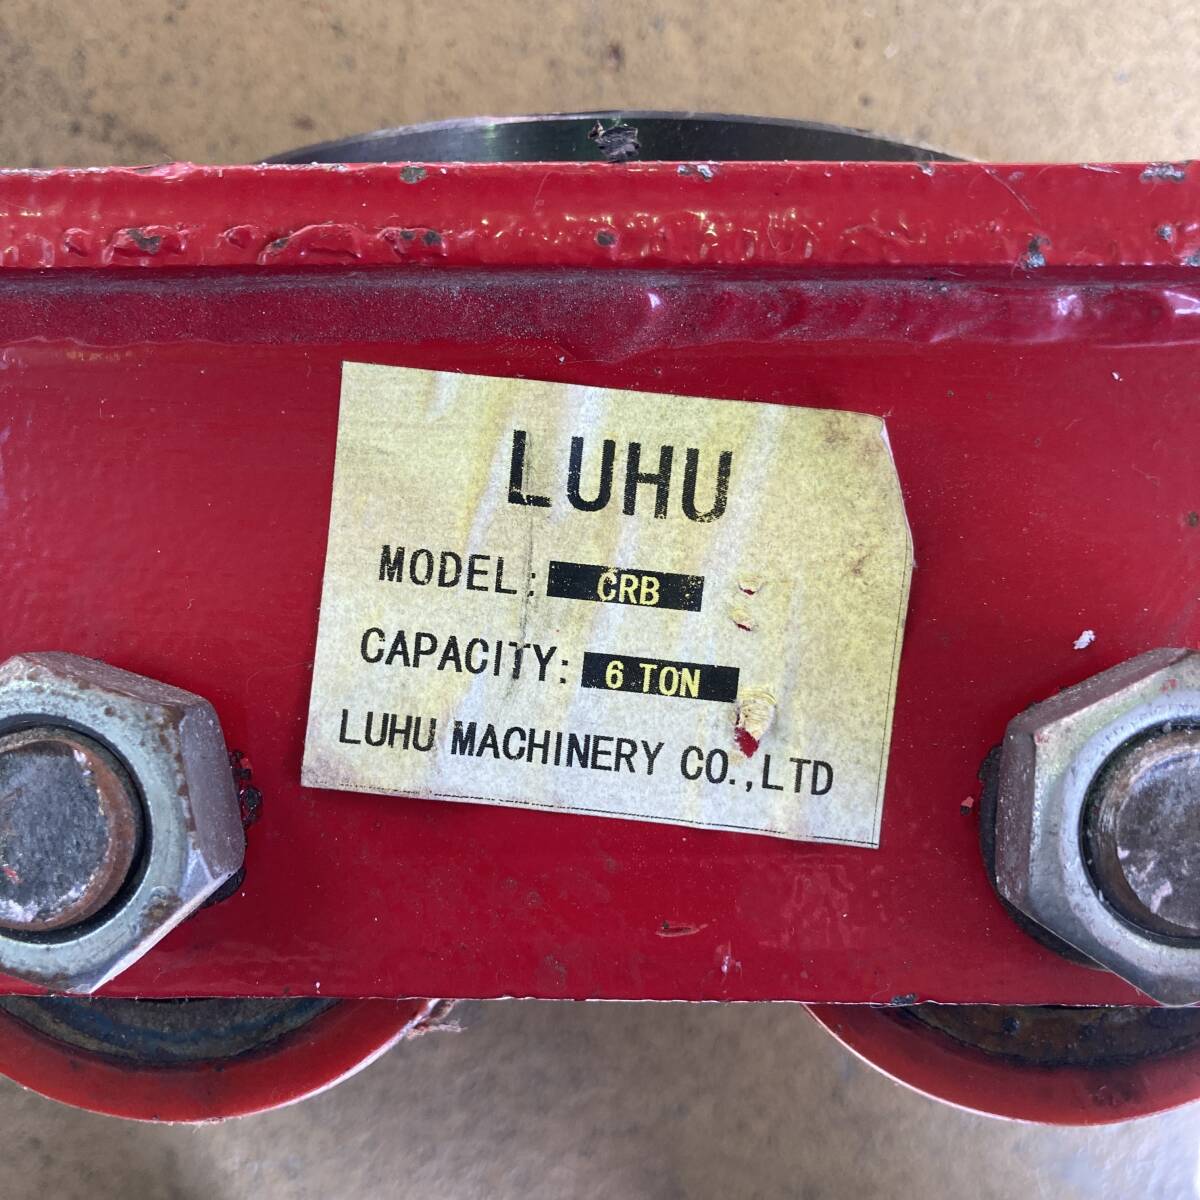 LUHU
MODEL: CRB
CAPACITY: 6 TON
LUHU MACHINERY CO.,LTD